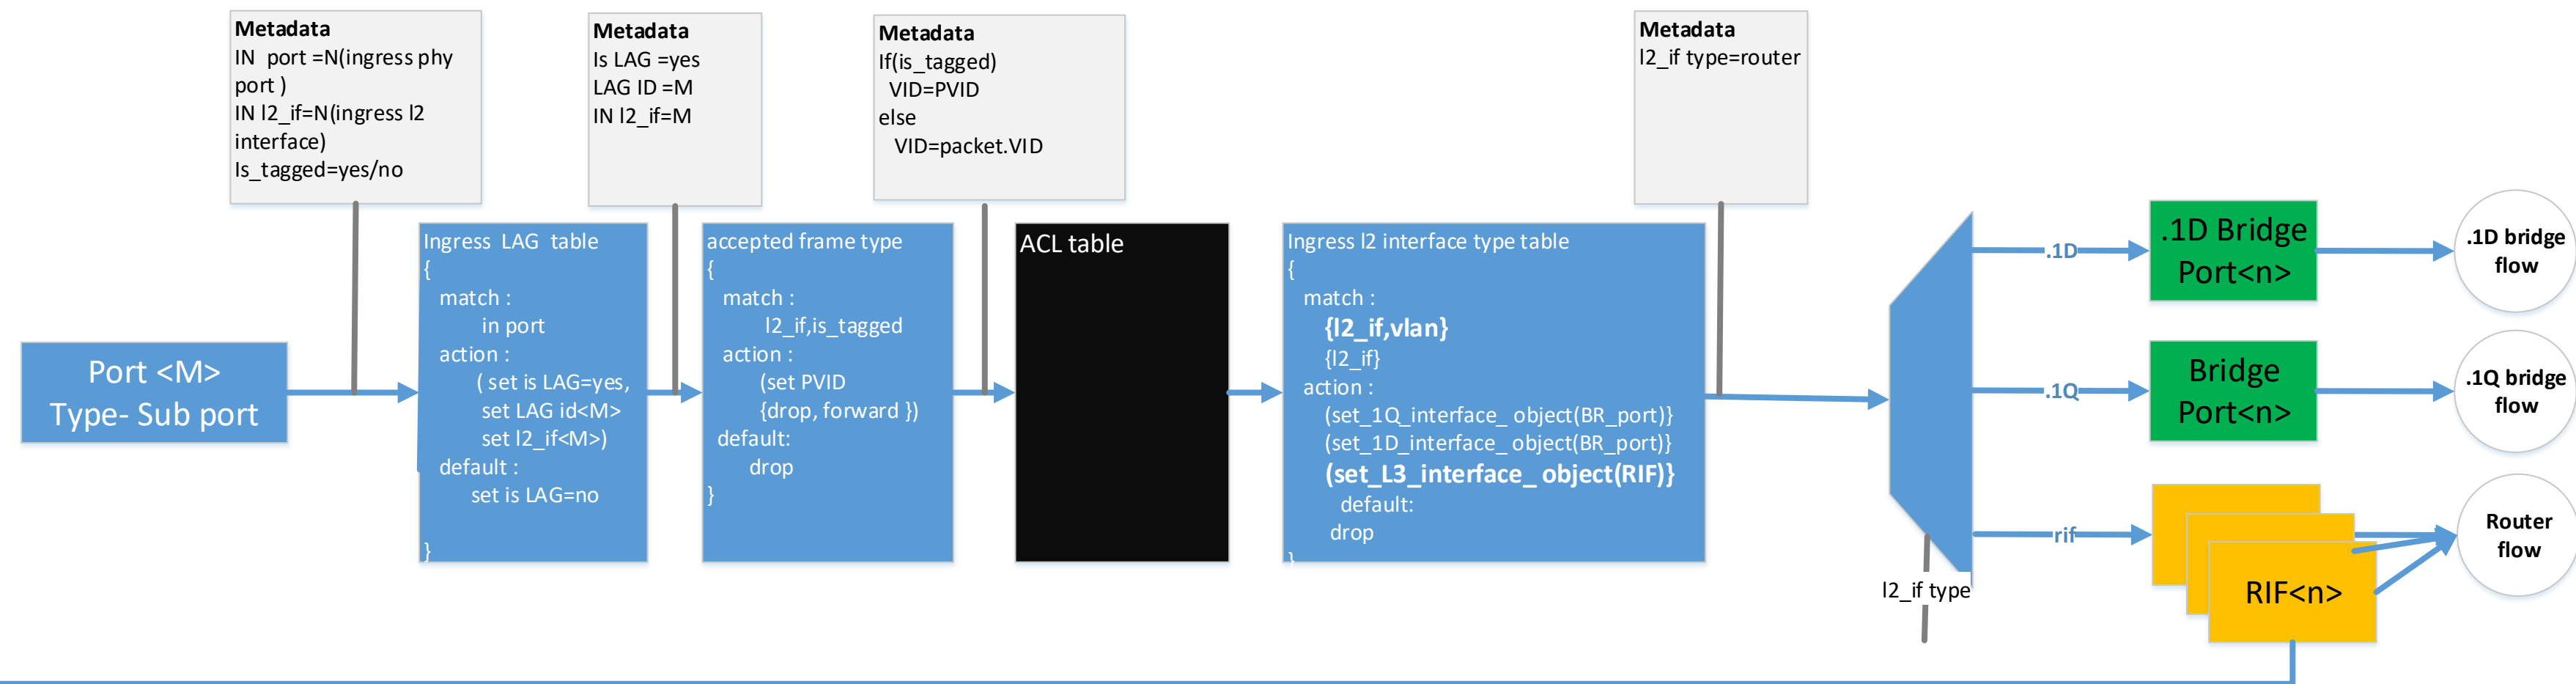 Metadata
IN port =N(ingress phy
port )
IN l2_if=N(ingress l2
interface)
Is_tagged=yes/no
Metadata
Is LAG =yes
LAG ID =M
IN l2_if=M
Metadata
If(is_tagged)
VID=PVID
else
VID=packet.VID
Metadata
l2_if type=router
Port <M>
Type- Sub port
Ingress LAG table
{
match :
in port
action :
( set is LAG=yes,
set LAG id<M>
set l2_if<M>)
default :
set is LAG=no
}
accepted frame type
{
match :
l2_if,is_tagged
action :
(set PVID
{drop, forward })
default:
drop
}
ACL table
Ingress l2 interface type table
{
match :
{l2_if,vlan}
{l2_if}
action :
(set_1Q_interface_ object(BR_port)}
(set_1D_interface_ object(BR_port)}
(set_L3_interface_ object(RIF)}
default:
drop
}
l2_if type
.1D
.1D Bridge
Port<n>
.1D bridge
flow
.1Q
Bridge
Port<n>
.1Q bridge
flow
rif
RIF<n>
Router
flow